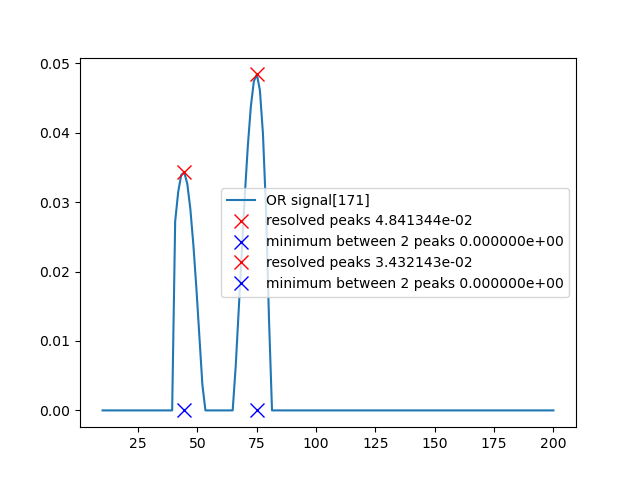 0.05
0.04
0.03
0.02
0.01
0.00
OR signal[171]
resolved peaks 4.841344e-02
minimum between 2 peaks 0.000000e+00
resolved peaks 3.432143e-02
minimum between 2 peaks 0.000000e+00
25 50 75 100 125 150 175 200